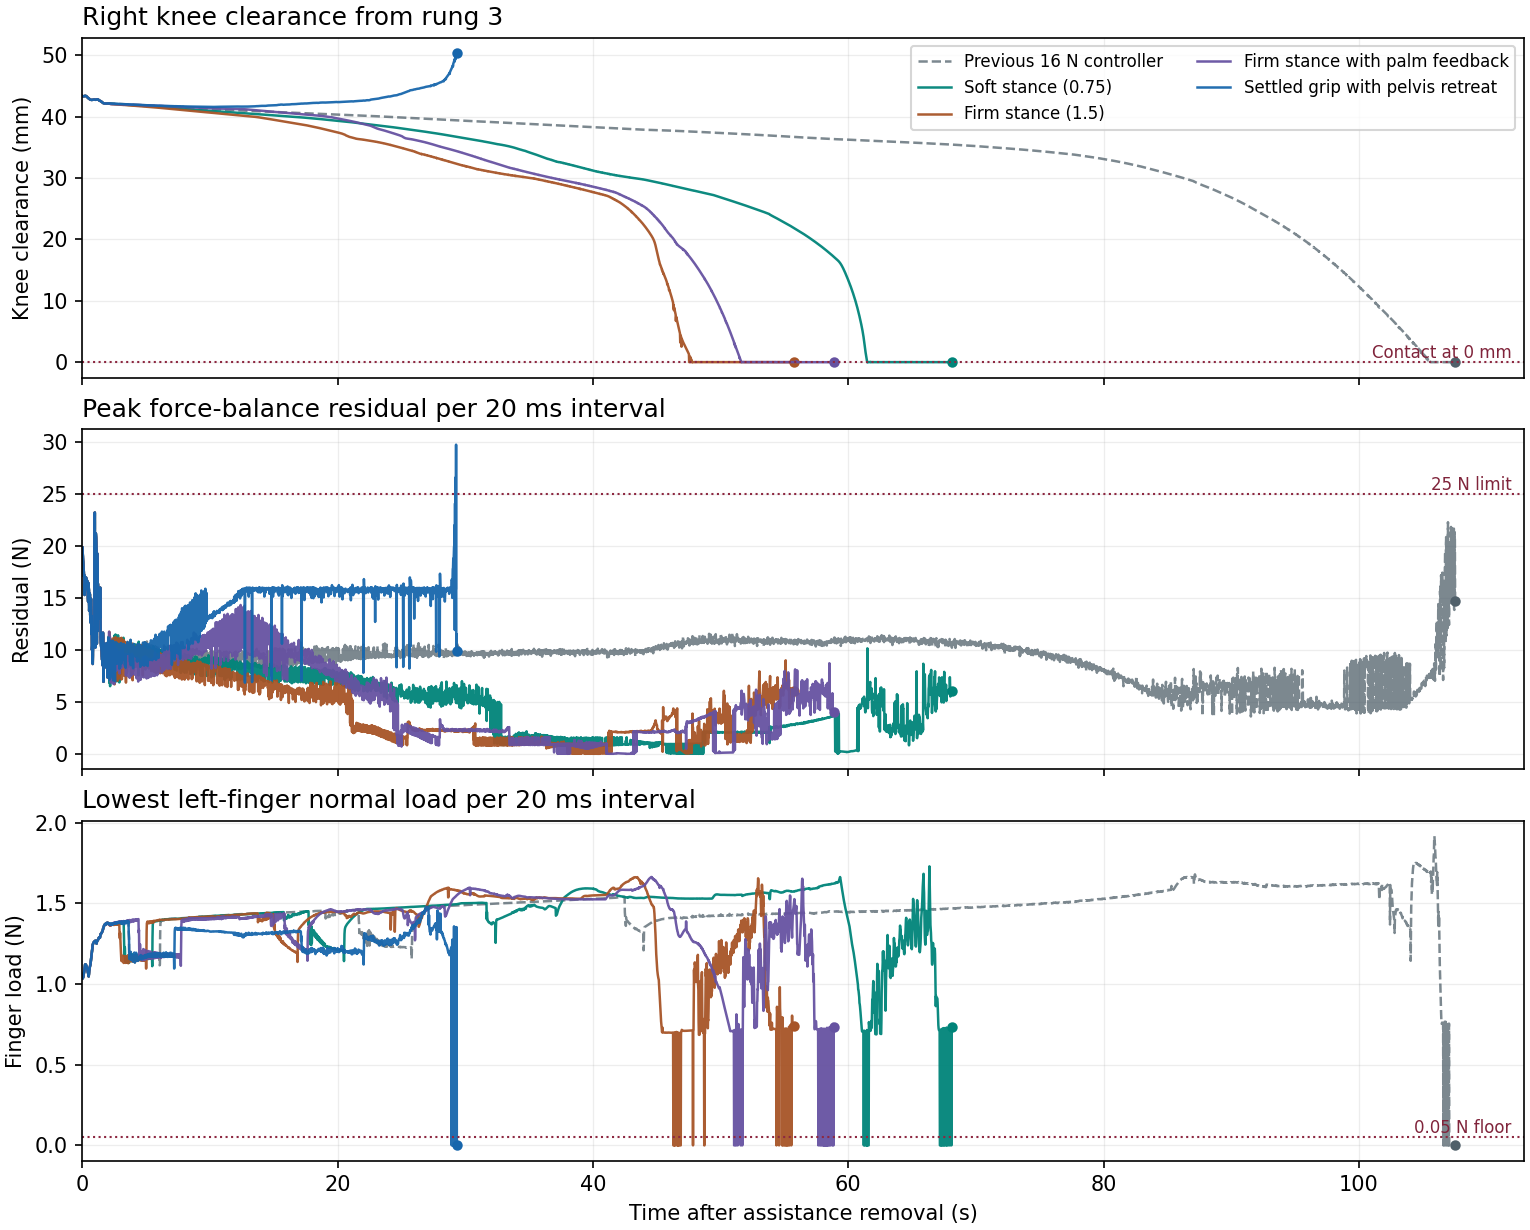 Right knee clearance from rung 3
Knee clearance (mm)
50
40
30
20
10
0
Previous 16 N controller
Soft stance (0.75)
Firm stance (1.5)
Firm stance with palm feedback
Settled grip with pelvis retreat
Contact at 0 mm
Peak force-balance residual per 20 ms interval
Residual (N)
30
25
20
15
10
5
0
25 N limit
Lowest left-finger normal load per 20 ms interval
Finger load (N)
2.0
1.5
1.0
0.5
0.0
0.05 N floor
0
20
40
60
80
100
Time after assistance removal (s)